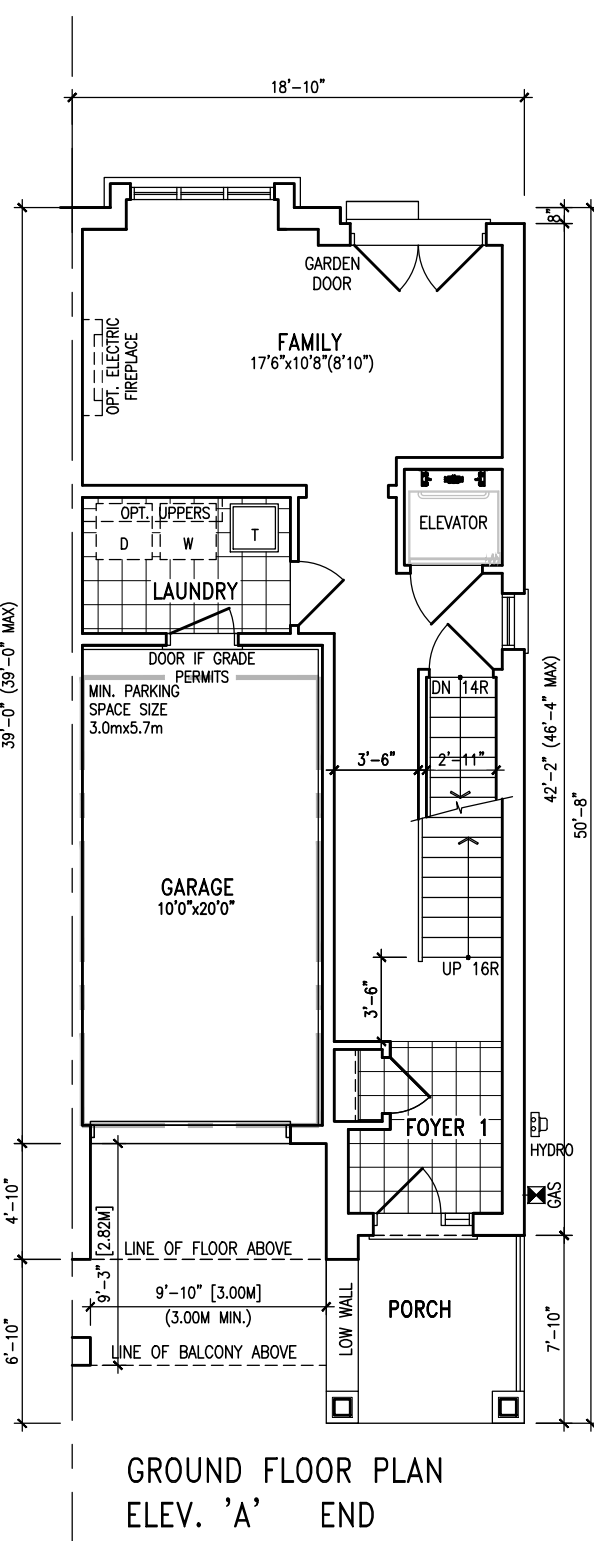 18'-10"
8"
GARDEN
DOOR
FAMILY
17'6"x10'8"(8'10")
OPT. ELECTRIC
FIREPLACE
ELEVATOR
OPT. UPPERS
D
W
T
LAUNDRY
DOOR IF GRADE
PERMITS
MIN. PARKING
SPACE SIZE
3.0mx5.7m
DN 14R
39'-0" (39'-0" MAX)
42'-2" (46'-4" MAX)
50'-8"
3'-6"
2'-11"
GARAGE
10'0"x20'0"
UP 16R
3'-6"
FOYER 1
HYDRO
GAS
4'-10"
9'-3" [2.82M]
LINE OF FLOOR ABOVE
9'-10" [3.00M]
(3.00M MIN.)
LOW WALL
PORCH
6'-10"
7'-10"
LINE OF BALCONY ABOVE
GROUND FLOOR PLAN
ELEV. 'A' END